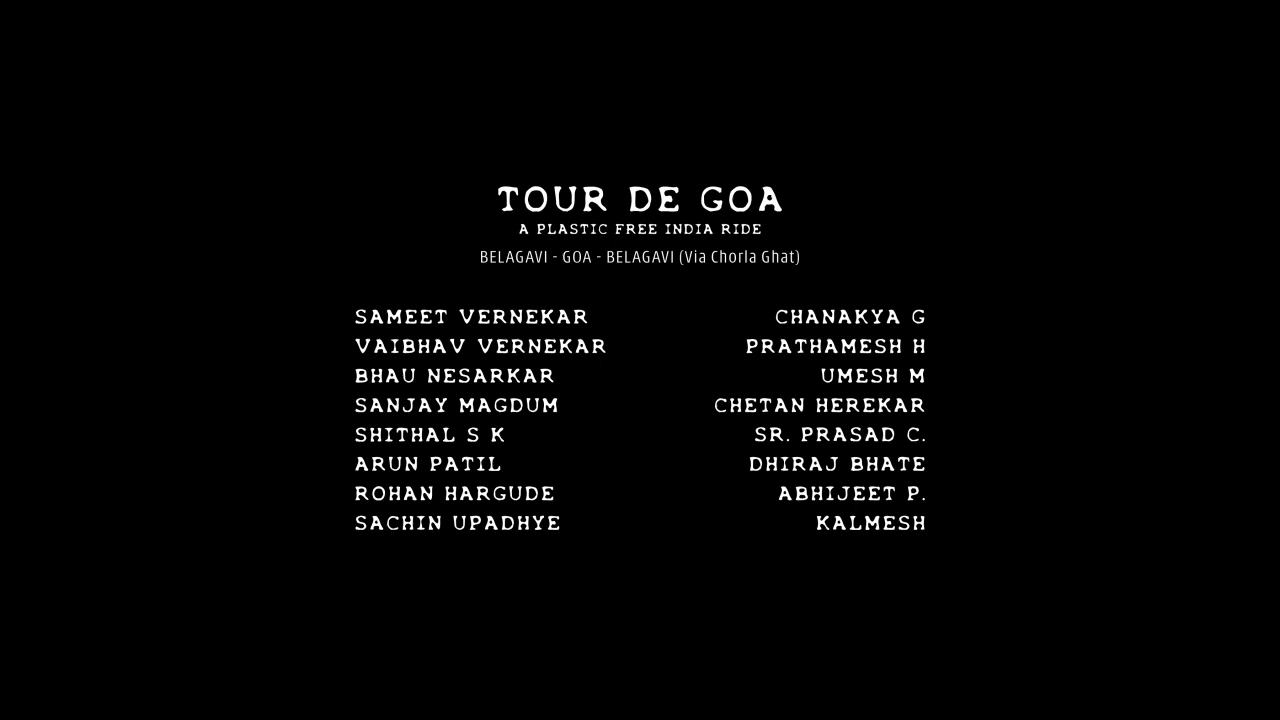 TOUR DE GOA
A PLASTIC FREE INDIA RIDE
BELAGAVI - GOA - BELAGAVI (Via Chorla Ghat)
SAMEET VERNEKAR
VAIBHAV VERNEKAR
BHAU NESARKAR
SANJAY MAGDUM
SHITHAL S K
ARUN PATIL
ROHAN HARGUDE
SACHIN UPADHYE
CHANAKYA G
PRATHAMESH H
UMESH M
CHETAN HEREKAR
SR. PRASAD C.
DHIRAJ BHATE
ABHIJEET P.
KALMESH